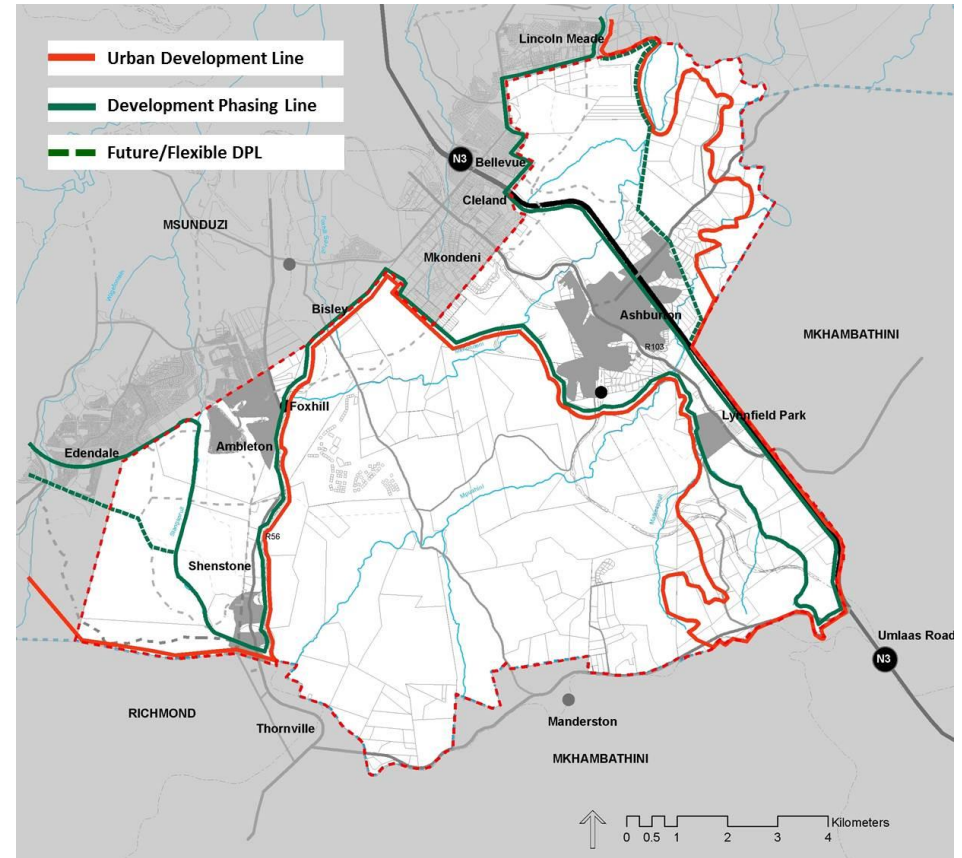 Lincoln Meade
Urban Development Line
Development Phasing Line
Future/Flexible DPL
N3
Bellevue
Cleland
MSUNDUZI
Mkondeni
Bisley
Ashburton
MKHAMBATHINI
R103
Foxhill
Lynnfield Park
Ambleton
Edendale
R56
Shenstone
Umlaas Road
N3
RICHMOND
Thornville
Manderston
MKHAMBATHINI
Kilometers
0 0.5 1 2 3 4